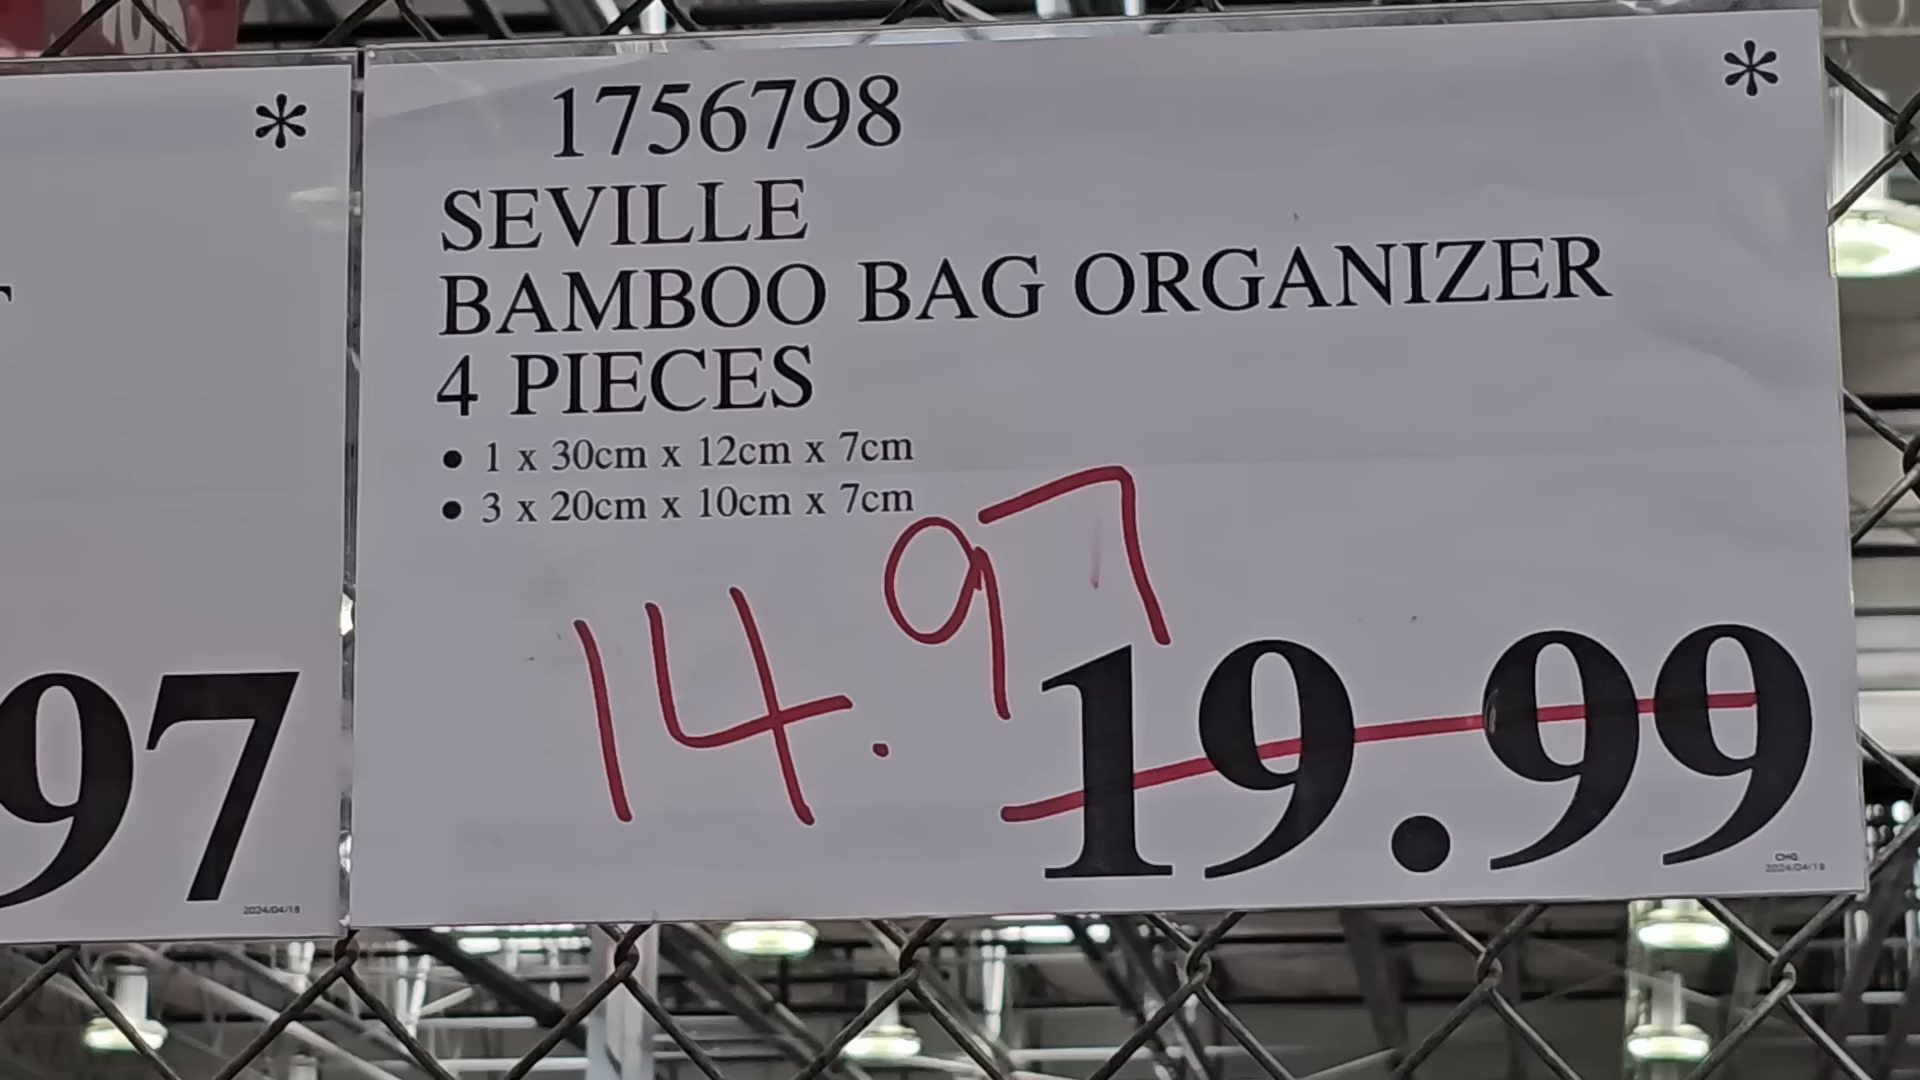 *
97
2024/04/18
*
1756798
SEVILLE
BAMBOO BAG ORGANIZER
4 PIECES
• 1 x 30cm x 12cm x 7cm
• 3 x 20cm x 10cm x 7cm
14.97
19.99
CHQ
2024/04/19